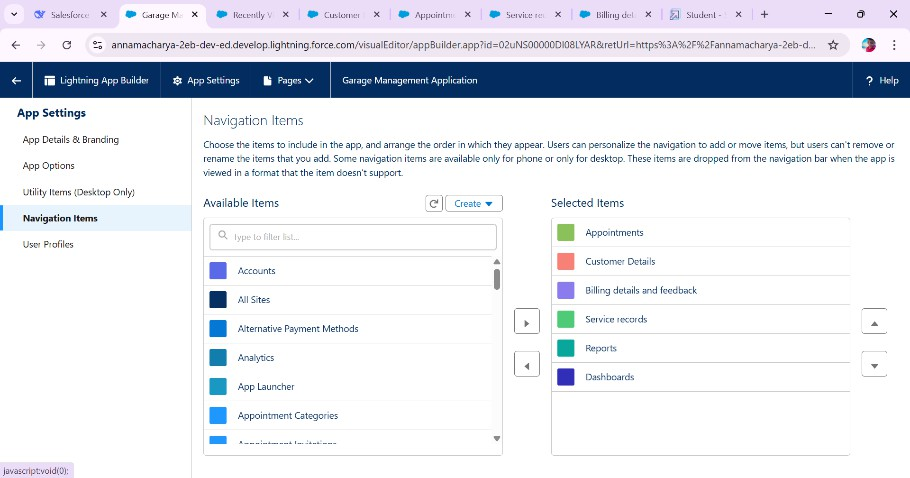 Salesforce
Garage Ma
Recently V
Customer
Appointm
Service re
Billing det
Student -
annamacharya-2eb-dev-ed.develop.lightning.force.com/visualEditor/appBuilder.app?id=02uNS00000DI08LYAR&retUrl=https%3A%2F%2Fannamacharya-2eb-d...
Lightning App Builder
App Settings
Pages
Garage Management Application
? Help
App Settings
App Details & Branding
App Options
Utility Items (Desktop Only)
Navigation Items
User Profiles
Navigation Items
Choose the items to include in the app, and arrange the order in which they appear. Users can personalize the navigation to add or move items, but users can't remove or
rename the items that you add. Some navigation items are available only for phone or only for desktop. These items are dropped from the navigation bar when the app is
viewed in a format that the item doesn't support.
Available Items
Create
Type to filter list...
Accounts
All Sites
Alternative Payment Methods
Analytics
App Launcher
Appointment Categories
Appointment Invitations
Selected Items
Appointments
Customer Details
Billing details and feedback
Service records
Reports
Dashboards
javascript:void(0);